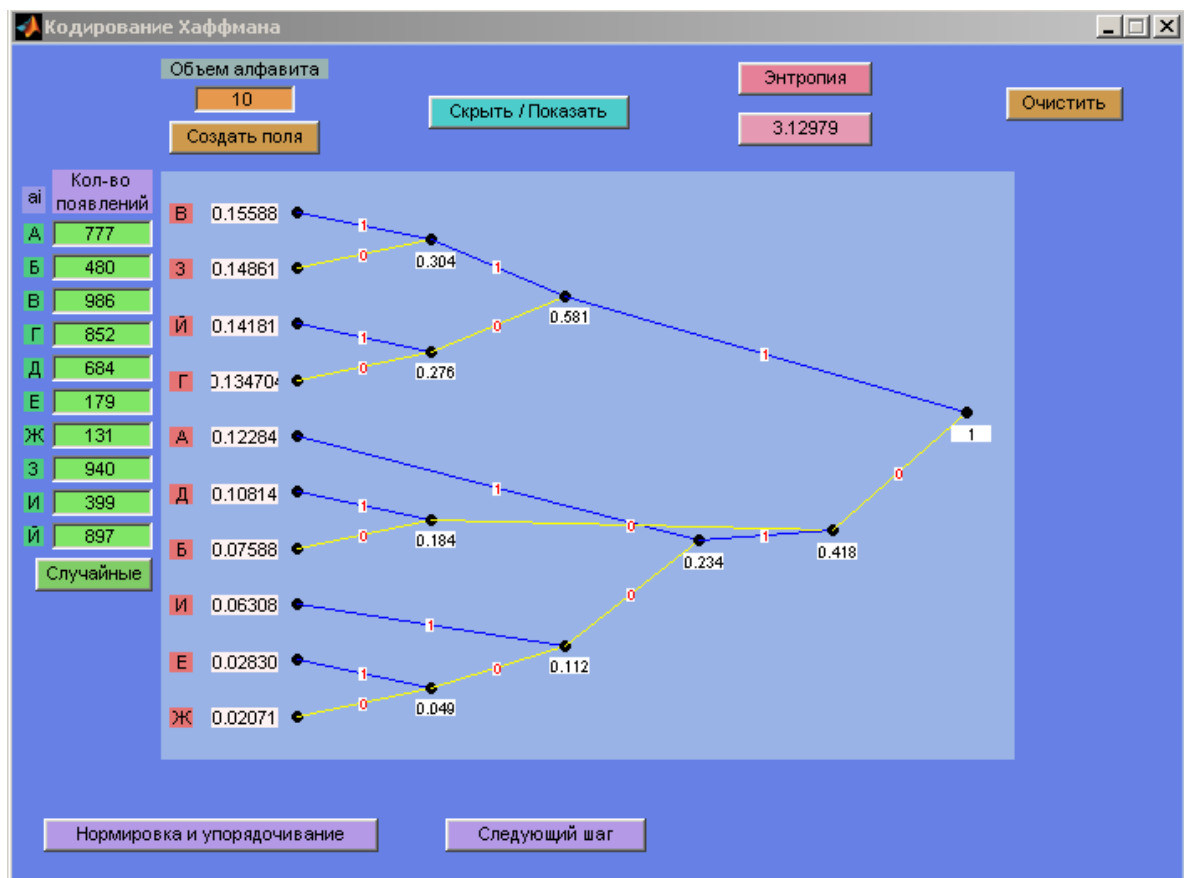 Кодирование Хаффмана
Объем алфавита
10
Создать поля
Скрыть / Показать
Энтропия
3.12979
Очистить
ai
Кол-во
появлений
А 777
Б 480
В 986
Г 852
Д 684
Е 179
Ж 131
З 940
И 399
Й 897
Случайные
В 0.15588
1
0
З 0.14861
0.304
1
0.581
Й 0.14181
0
1
0
Г 0.134704
0.276
1
А 0.12284
1
1
0
Д 0.10814
1
0
1
Б 0.07588
0
0.184
0.234
0.418
И 0.06308
1
0
Е 0.02830
1
0
0.112
Ж 0.02071
0
0.049
Нормировка и упорядочивание
Следующий шаг